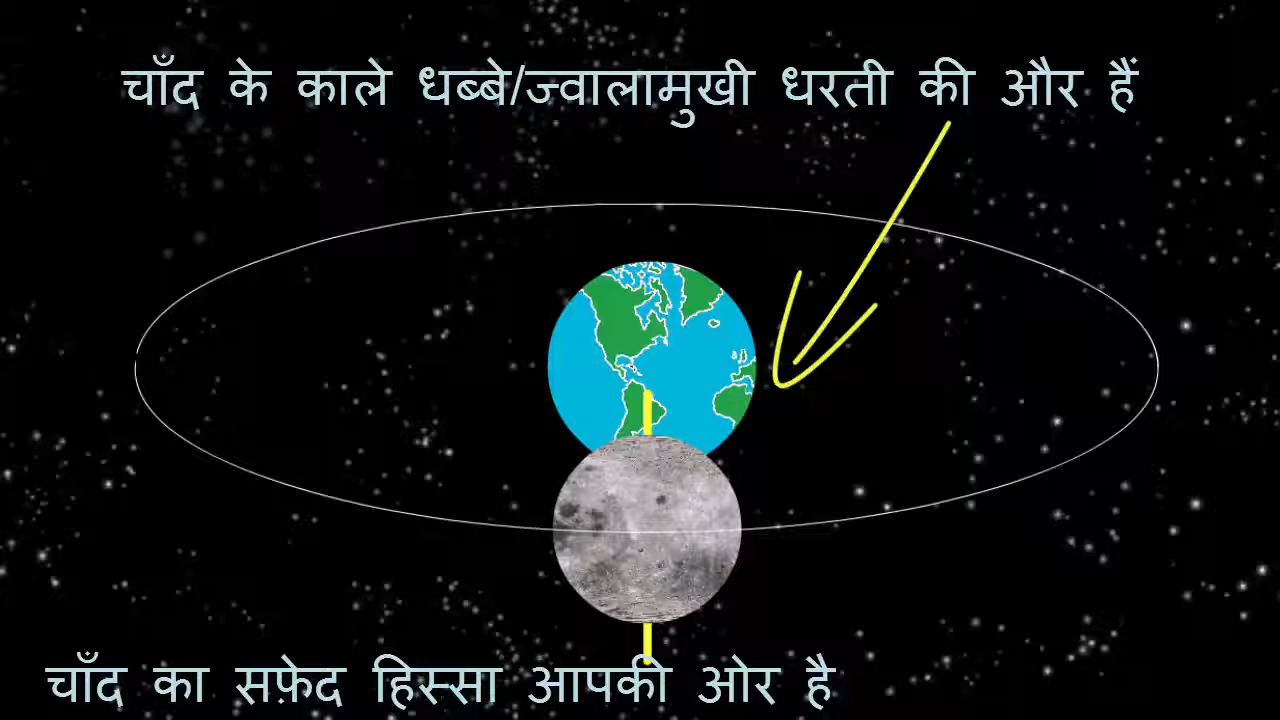 चाँद के काले धब्बे/ज्वालामुखी धरती की और हैं
चाँद का सफ़ेद हिस्सा आपकी ओर है